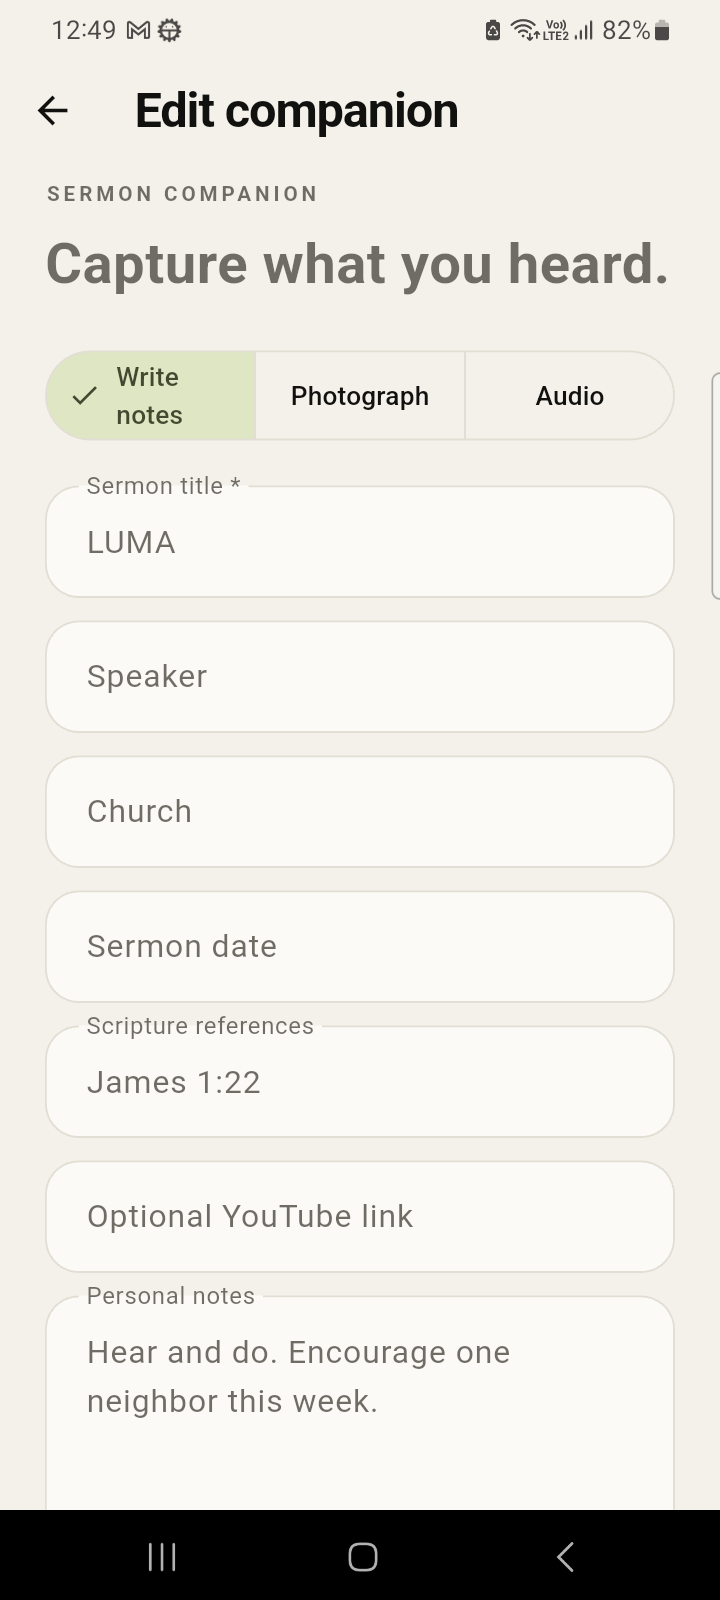 12:49
Vo))
LTE2
82%
Edit companion
SERMON COMPANION
Capture what you heard.
Write
notes
Photograph
Audio
Sermon title *
LUMA
Speaker
Church
Sermon date
Scripture references
James 1:22
Optional YouTube link
Personal notes
Hear and do. Encourage one
neighbor this week.